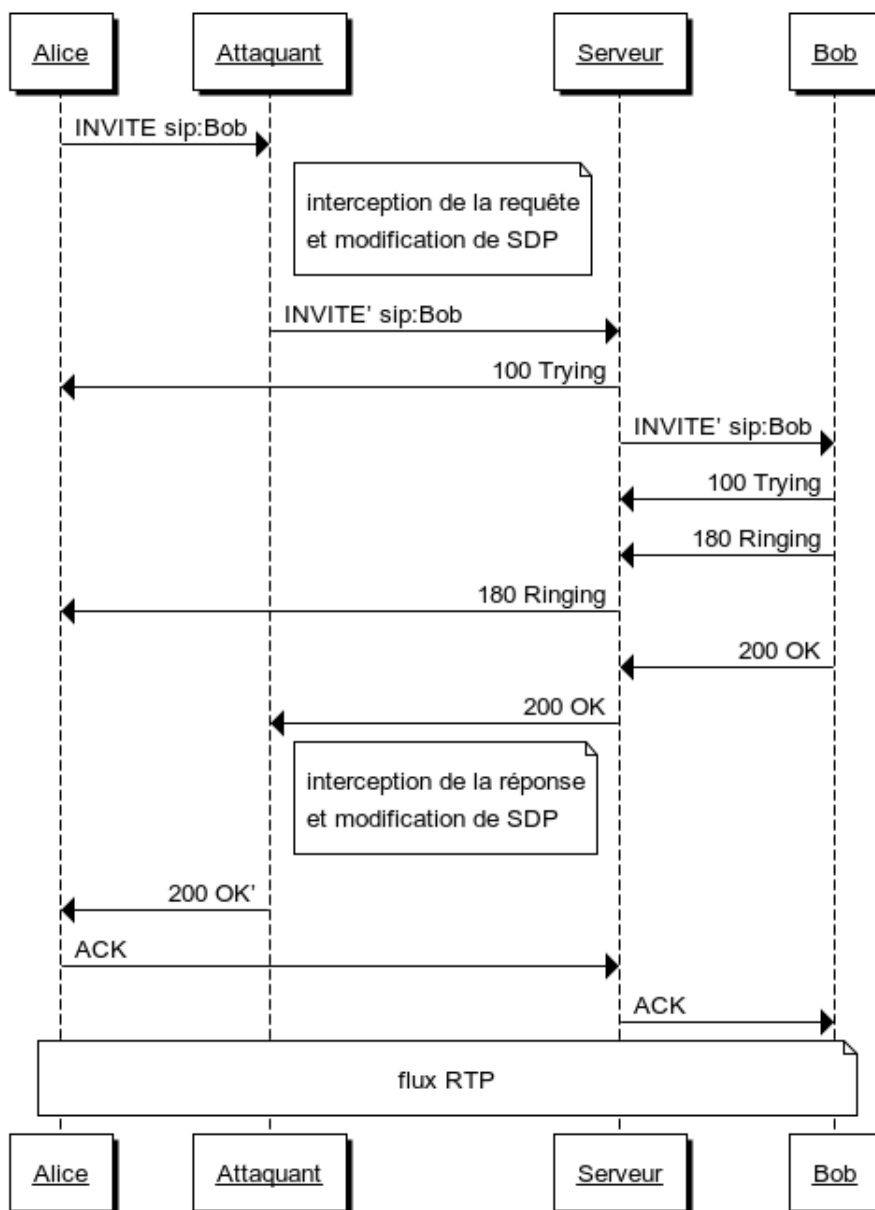 Alice Attaquant Serveur Bob
INVITE sip:Bob
interception de la requête
et modification de SDP
INVITE' sip:Bob
100 Trying
INVITE' sip:Bob
100 Trying
180 Ringing
180 Ringing
200 OK
200 OK
interception de la réponse
et modification de SDP
200 OK'
ACK
ACK
flux RTP
Alice Attaquant Serveur Bob